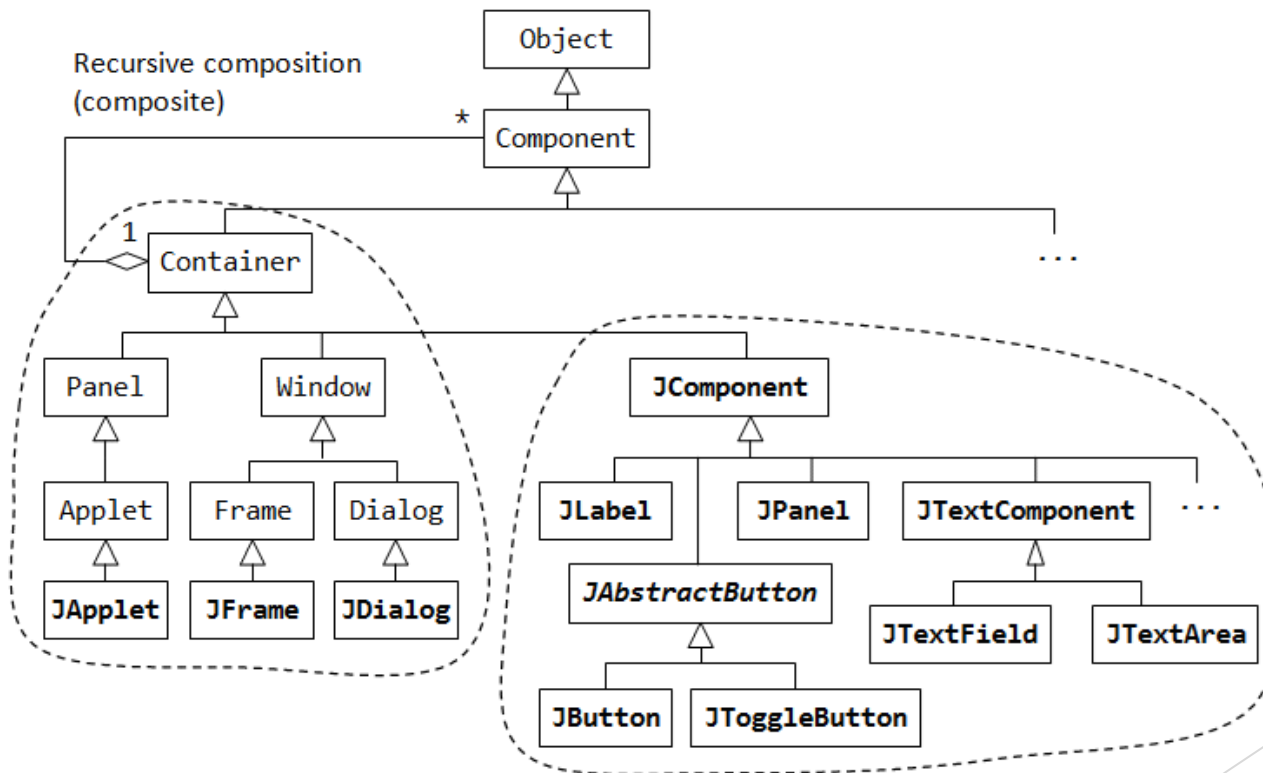 Object
Recursive composition
(composite)
*
Component
1
Container
...
Panel
Window
JComponent
Applet
Frame
Dialog
JLabel
JPanel
JTextComponent
...
JApplet
JFrame
JDialog
JAbstractButton
JTextField
JTextArea
JButton
JToggleButton